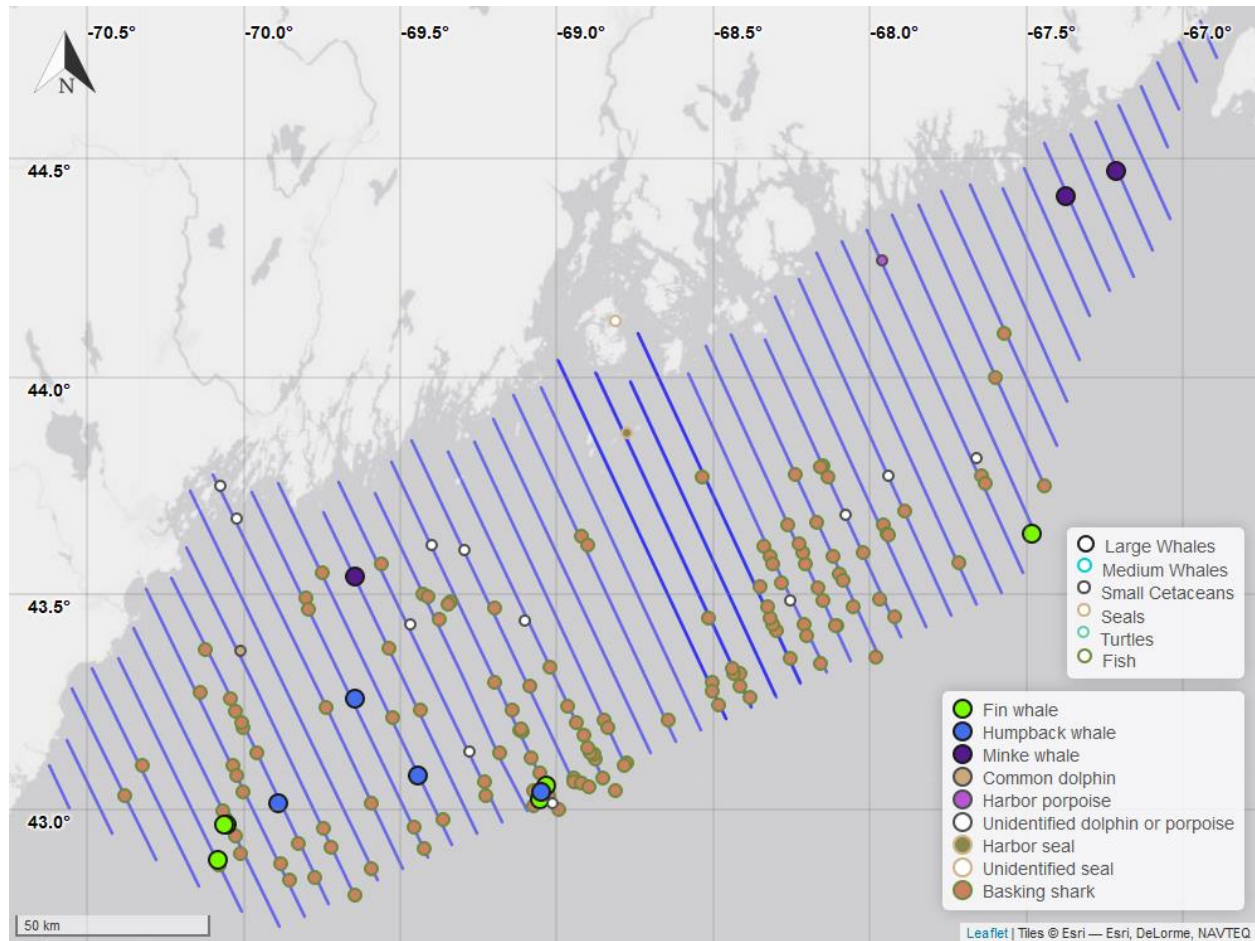 -70.5° -70.0° -69.5° -69.0° -68.5° -68.0° -67.5° -67.0°
N
44.5°
44.0°
43.5°
43.0°
Large Whales
Medium Whales
Small Cetaceans
Seals
Turtles
Fish
Fin whale
Humpback whale
Minke whale
Common dolphin
Harbor porpoise
Unidentified dolphin or porpoise
Harbor seal
Unidentified seal
Basking shark
50 km
Leaflet | Tiles © Esri — Esri, DeLorme, NAVTEQ